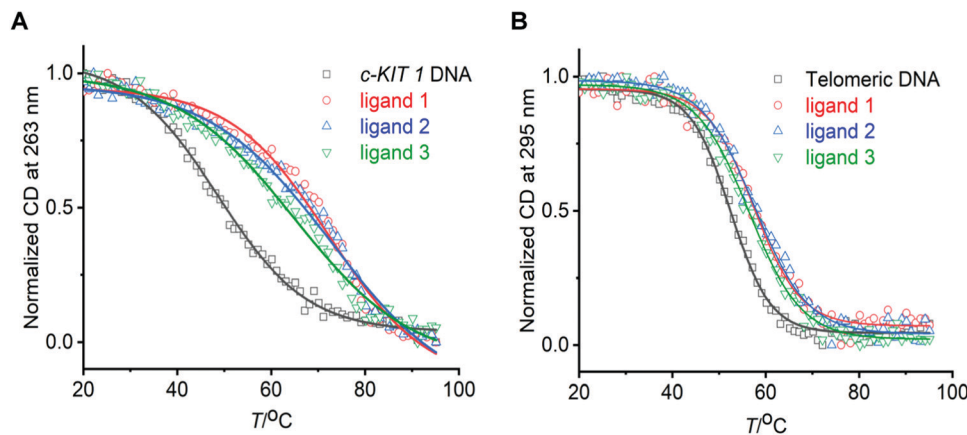 A
Normalized CD at 263 nm
1.0
0.5
0.0
20
40
60
80
100
T/°C
c-KIT 1 DNA
ligand 1
ligand 2
ligand 3
B
Normalized CD at 295 nm
1.0
0.5
0.0
20
40
60
80
100
T/°C
Telomeric DNA
ligand 1
ligand 2
ligand 3